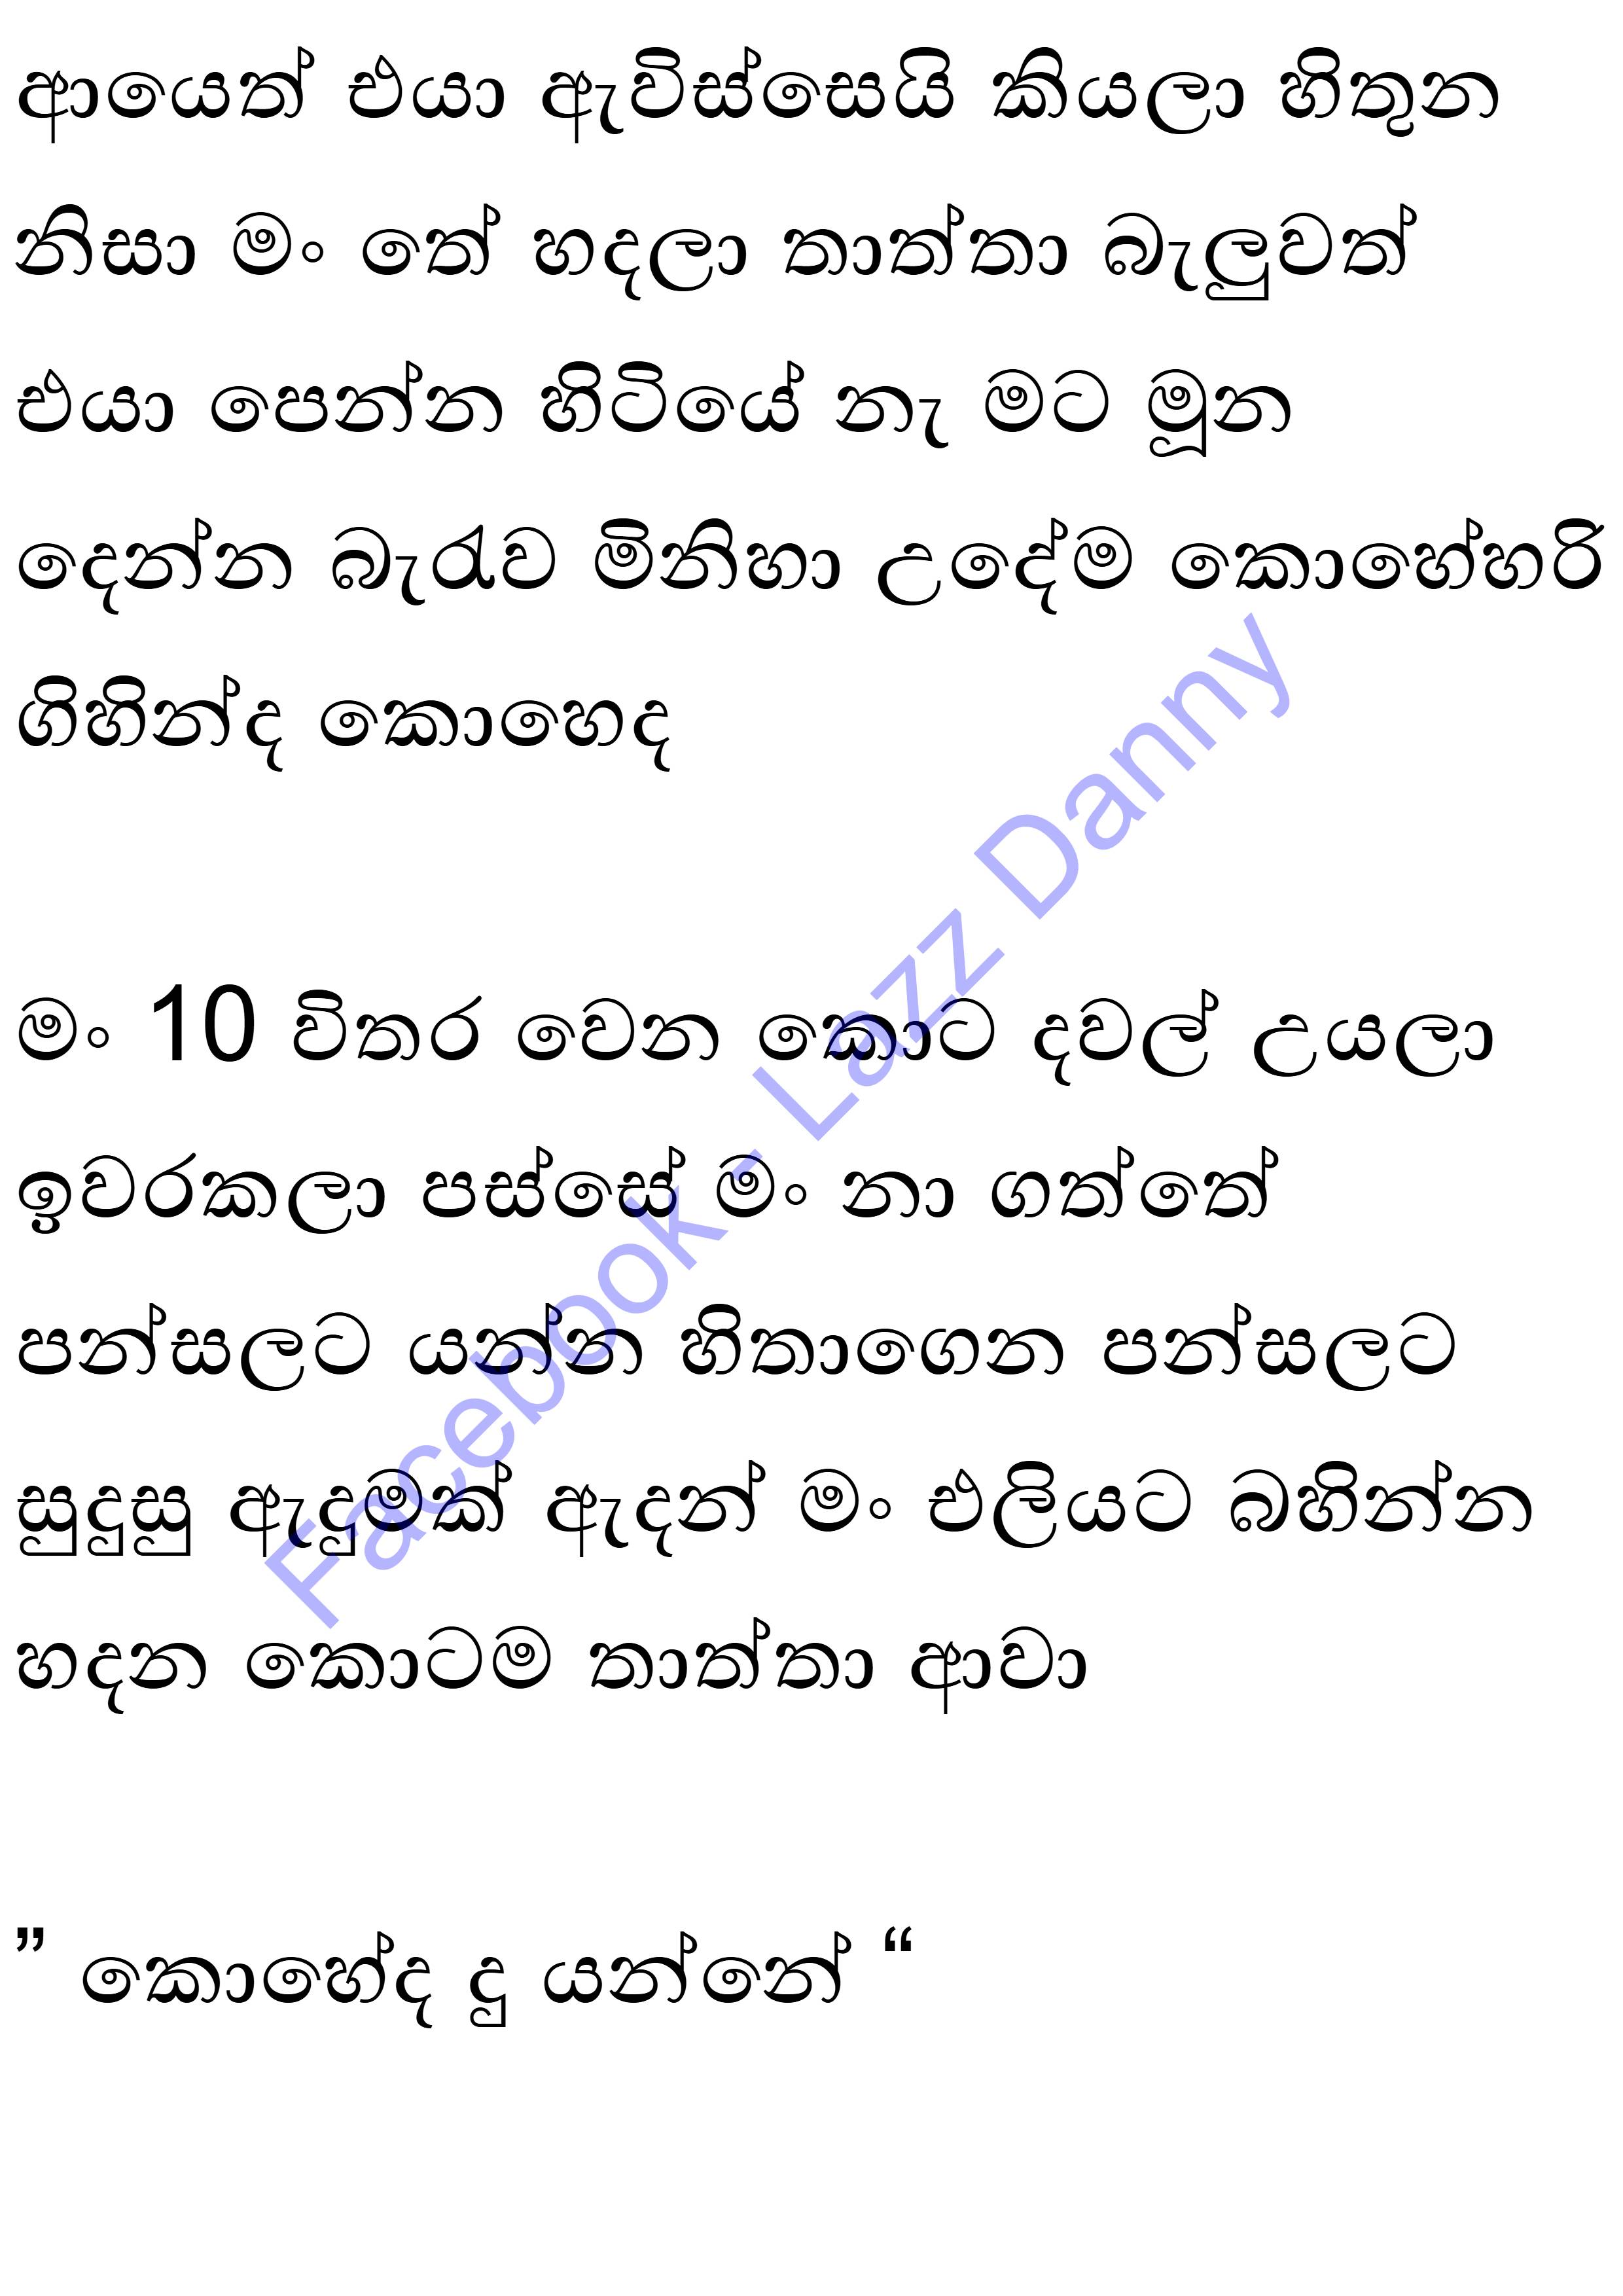 ආයෙත් එයා ඇවිස්සෙයි කියලා හිතුන
නිසා මං තේ හදලා තාත්තා බැලුවත්
එයා පෙන්න හිටියේ නැ මට මූන
දෙන්න බැරැව මිනිහා උදේම කොහේහරි
ගිහින්ද කොහෙද
මං 10 විතර වෙන කොට දවල් උයලා
ඉවරකලා පස්සේ මං නා ගත්තේ
පන්සලට යන්න හිතාගෙන පන්සලට
සුදුසු ඇදුමක් ඇදන් මං එලියට බහින්න
හදන කොටම තාත්තා ආවා
” කොහේද දු යන්නේ “
Facebook - Lazz Danny